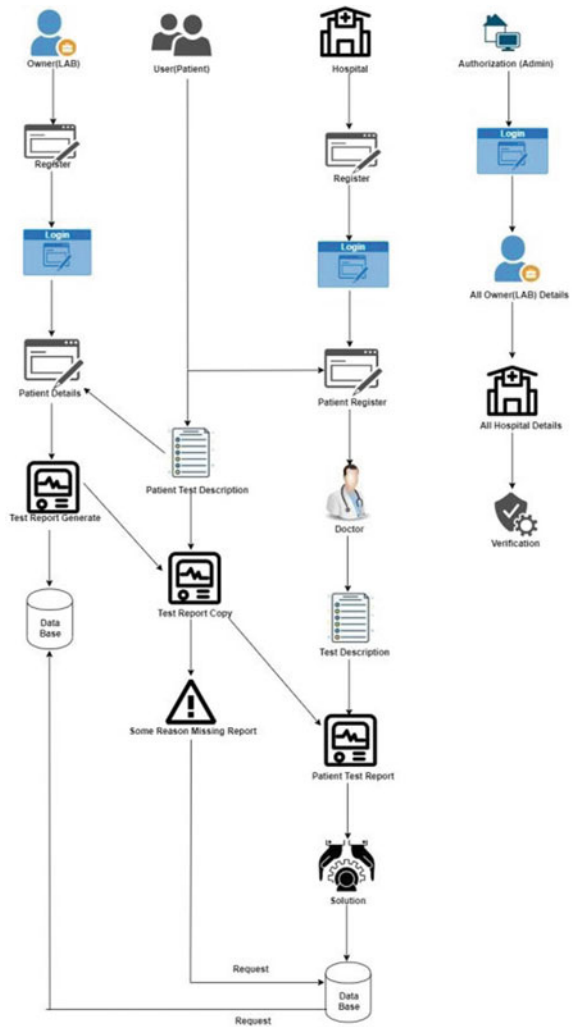 Owner(LAB)
User(Patient)
Hospital
Authorization (Admin)
Register
Register
Login
Login
Login
All Owner(LAB) Details
Patient Details
Patient Register
All Hospital Details
Patient Test Description
Test Report Generate
Doctor
Verification
Test Report Copy
Data
Base
Test Description
Some Reason Missing Report
Patient Test Report
Solution
Request
Data
Base
Request